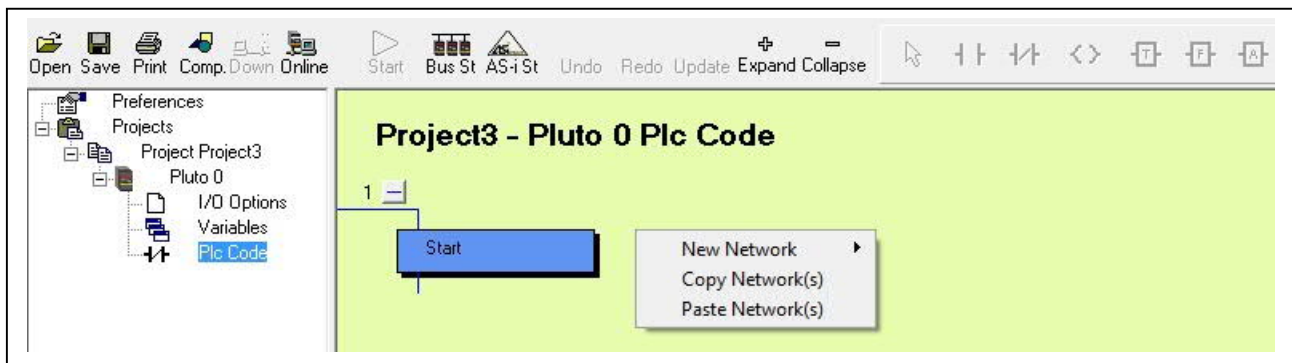 Open Save Print Comp. Down Online Start Bus St AS-i St Undo Redo Update Expand Collapse
Preferences
Projects
Project Project3
Pluto 0
I/O Options
Variables
Plc Code
Project3 - Pluto 0 Plc Code
1
Start
New Network
Copy Network(s)
Paste Network(s)